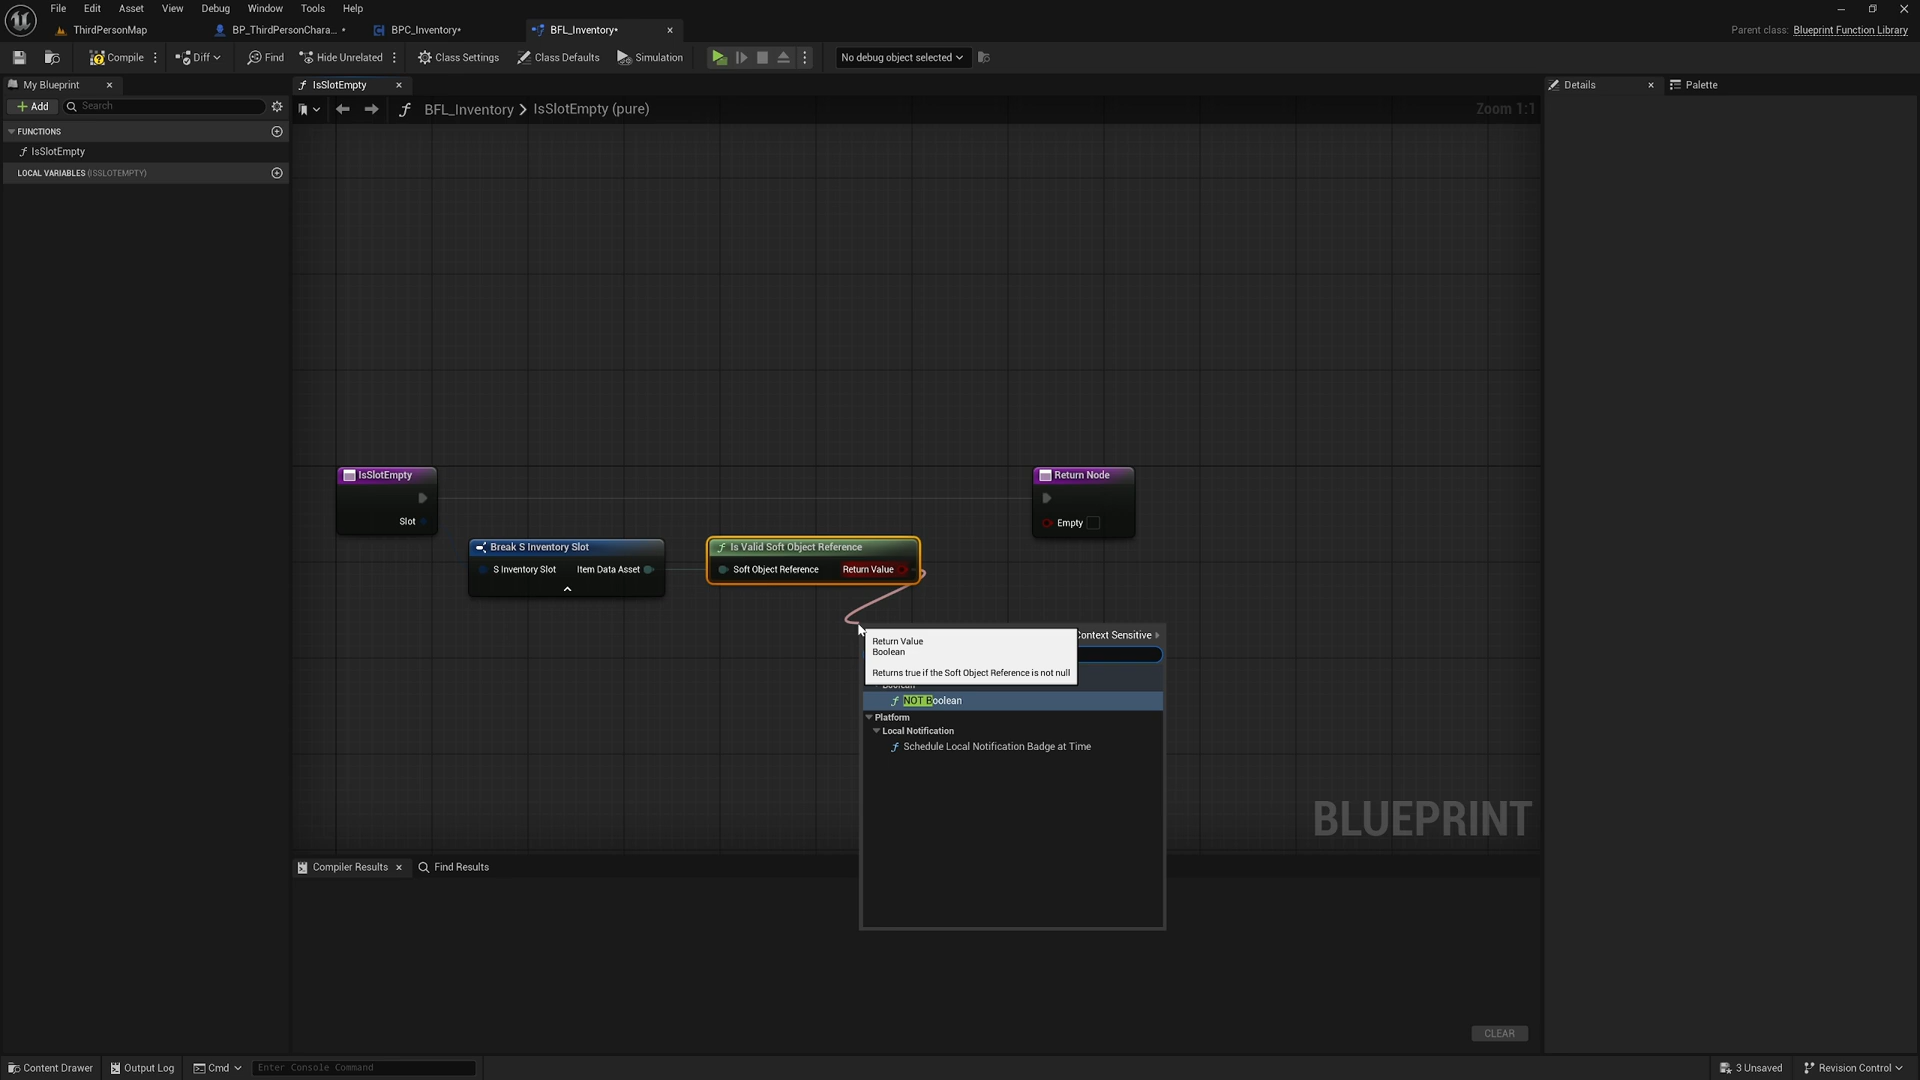 File Edit Asset View Debug Window Tools Help
ThirdPersonMap BP_ThirdPersonChara... • BPC_Inventory* BFL_Inventory*
Parent class: Blueprint Function Library
Compile Diff Find Hide Unrelated Class Settings Class Defaults Simulation No debug object selected
My Blueprint
IsSlotEmpty
Details
Palette
+ Add Search
BFL_Inventory > IsSlotEmpty (pure)
Zoom 1:1
FUNCTIONS
IsSlotEmpty
LOCAL VARIABLES (ISSLOTEMPTY)
IsSlotEmpty
Slot
Return Node
Empty
Break S Inventory Slot
S Inventory Slot Item Data Asset
Is Valid Soft Object Reference
Soft Object Reference Return Value
Context Sensitive
Return Value
Boolean
Returns true if the Soft Object Reference is not null
NOT Boolean
Platform
Local Notification
Schedule Local Notification Badge at Time
BLUEPRINT
Compiler Results Find Results
CLEAR
Content Drawer Output Log Cmd Enter Console Command
3 Unsaved Revision Control